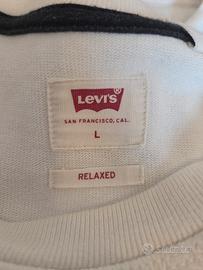 Levi's®
SAN FRANCISCO, CAL.
L
RELAXED